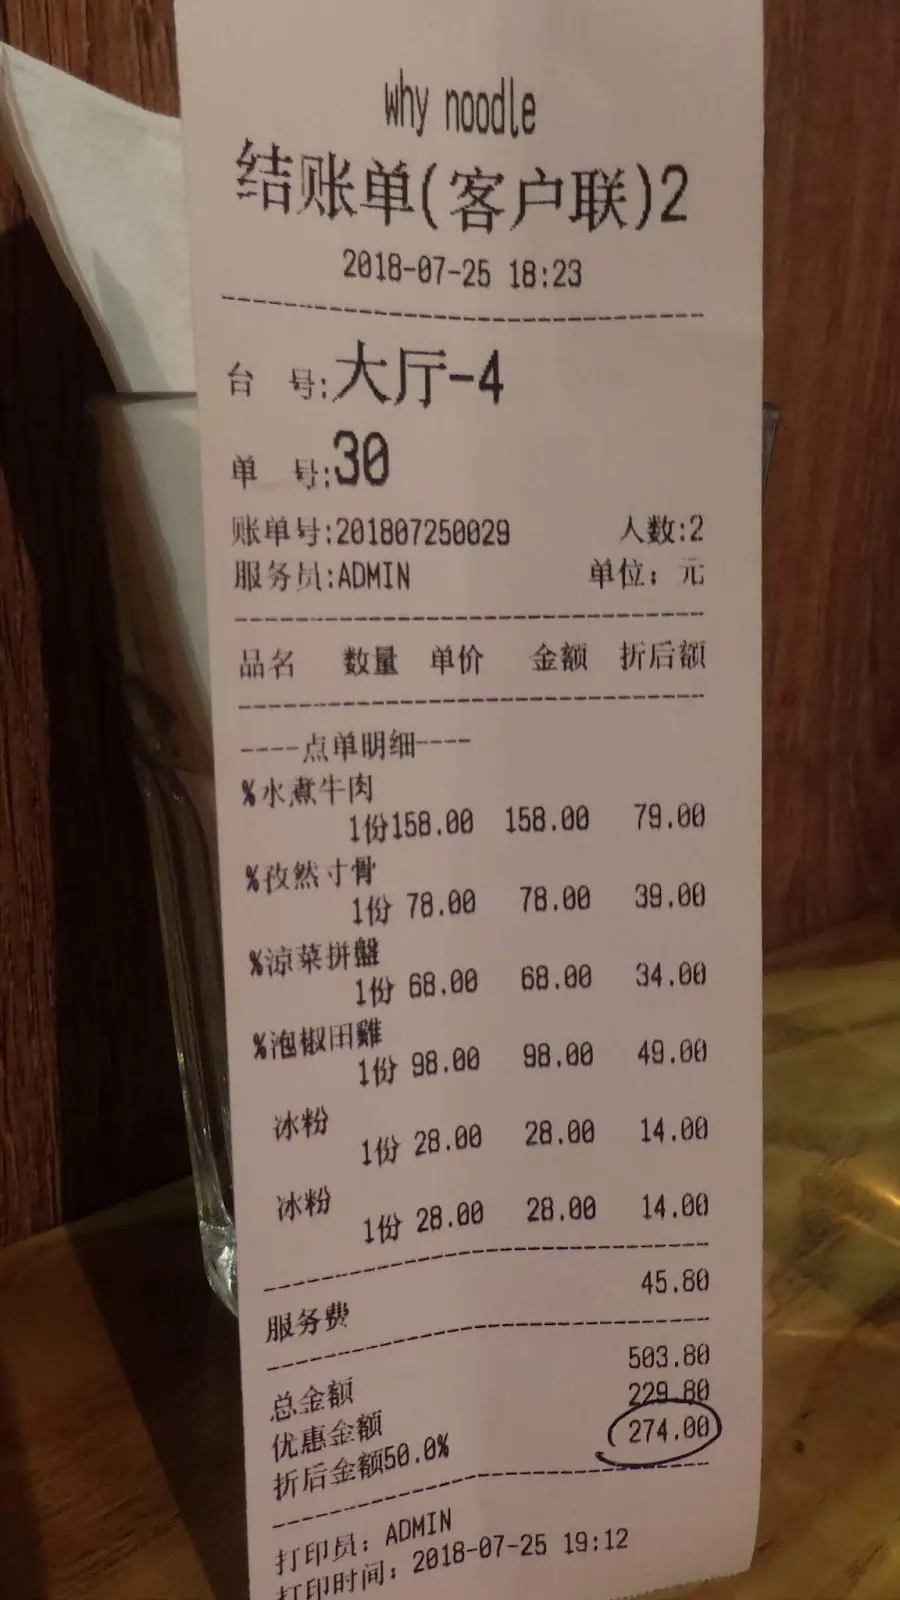 why noodle
结账单(客户联)2
2018-07-25 18:23
台 号:大厅-4
单 号:30
账单号:201807250029 人数:2
服务员:ADMIN 单位: 元
品名 数量 单价 金额 折后额
----点单明细----
%水煮牛肉
1份158.00 158.00 79.00
%孜然寸骨
1份 78.00 78.00 39.00
%涼菜拼盤
1份 68.00 68.00 34.00
%泡椒田雞
1份 98.00 98.00 49.00
冰粉
1份 28.00 28.00 14.00
冰粉
1份 28.00 28.00 14.00
服务费 45.80
总金额 503.80
优惠金额 229.80
折后金额50.0% 274.00
打印员: ADMIN
打印时间: 2018-07-25 19:12